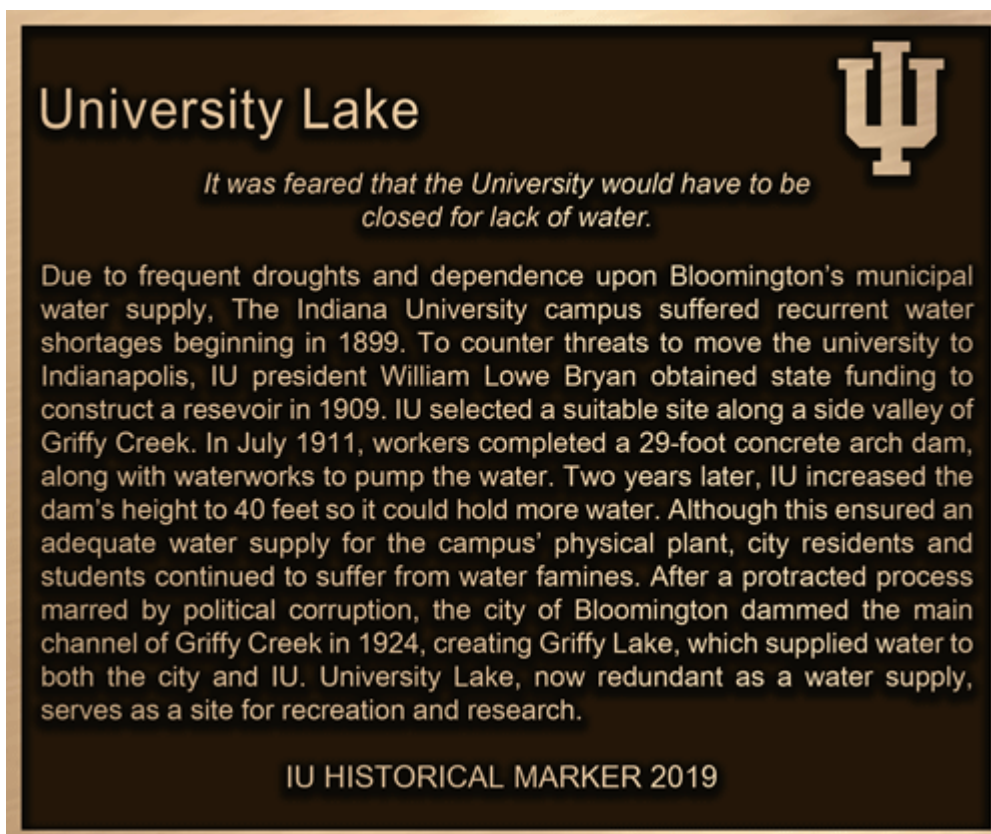 University Lake
It was feared that the University would have to be
closed for lack of water.
Due to frequent droughts and dependence upon Bloomington's municipal
water supply, The Indiana University campus suffered recurrent water
shortages beginning in 1899. To counter threats to move the university to
Indianapolis, IU president William Lowe Bryan obtained state funding to
construct a resevoir in 1909. IU selected a suitable site along a side valley of
Griffy Creek. In July 1911, workers completed a 29-foot concrete arch dam,
along with waterworks to pump the water. Two years later, IU increased the
dam's height to 40 feet so it could hold more water. Although this ensured an
adequate water supply for the campus' physical plant, city residents and
students continued to suffer from water famines. After a protracted process
marred by political corruption, the city of Bloomington dammed the main
channel of Griffy Creek in 1924, creating Griffy Lake, which supplied water to
both the city and IU. University Lake, now redundant as a water supply,
serves as a site for recreation and research.
IU HISTORICAL MARKER 2019